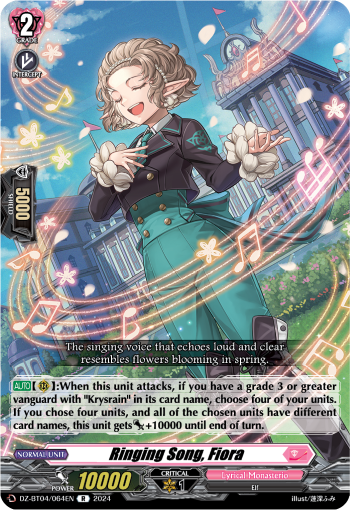 2
GRADE
INTERCEPT
5000
SHIELD
The singing voice that echoes loud and clear
resembles flowers blooming in spring.
AUTO [R]:When this unit attacks, if you have a grade 3 or greater
vanguard with "Krysrain" in its card name, choose four of your units.
If you chose four units, and all of the chosen units have different
card names, this unit gets +10000 until end of turn.
NORMAL UNIT
Ringing Song, Fiora
POWER 10000
CRITICAL
1
Lyrical Monasterio
Elf
DZ-BT04/064EN R 2024
illust/蓮深ふみ